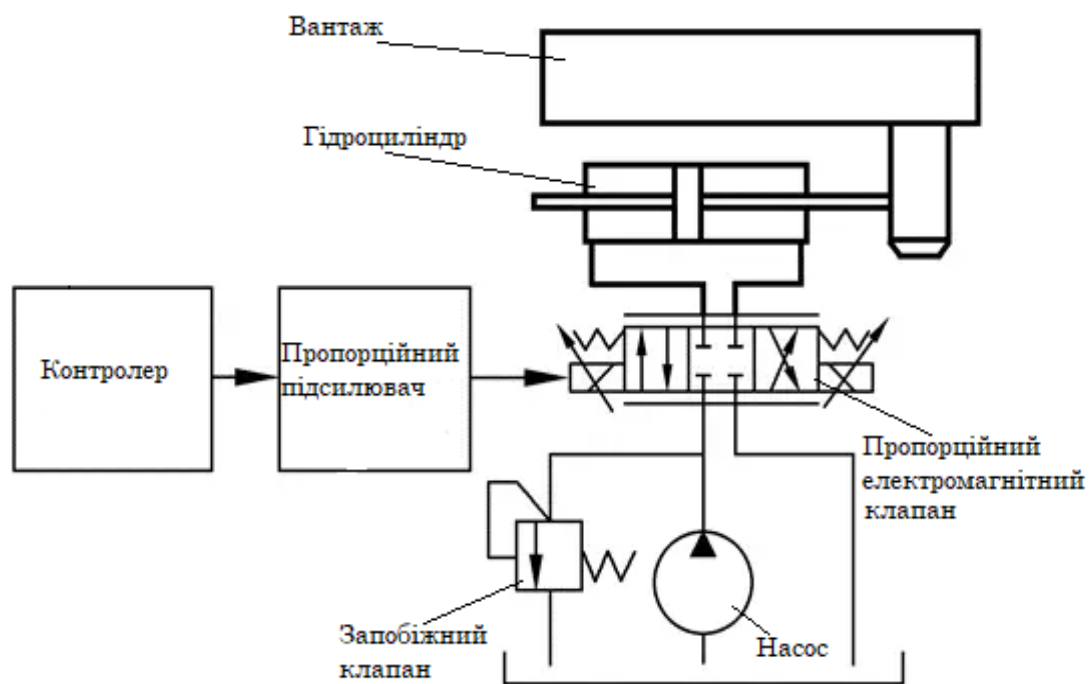 Вантаж
Гідроциліндр
Контролер
Пропорційний
підсилювач
Пропорційний
електромагнітний
клапан
Запобіжний
клапан
Насос